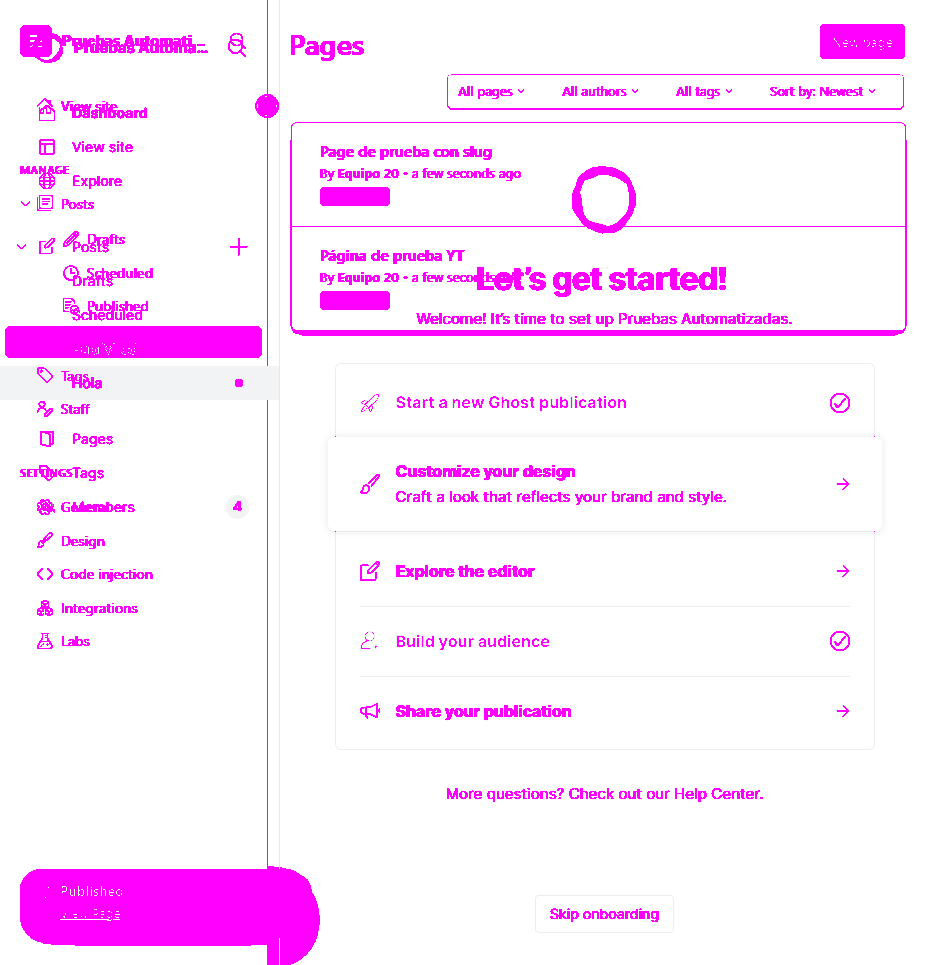 Pruebas Automati...
Pruebas Automa...
View site
Dashboard
View site
MANAGE
Explore
Posts
Drafts
Posts
Scheduled
Drafts
Published
Scheduled
Tags
Hola
Staff
Pages
SETTINGS
Tags
Members
4
Design
Code injection
Integrations
Labs
Published
View Page
Pages
New page
All pages
All authors
All tags
Sort by: Newest
Page de prueba con slug
By Equipo 20 • a few seconds ago
Página de prueba YT
By Equipo 20 • a few seconds ago
Let's get started!
Welcome! It's time to set up Pruebas Automatizadas.
Start a new Ghost publication
Customize your design
Craft a look that reflects your brand and style.
Explore the editor
Build your audience
Share your publication
More questions? Check out our Help Center.
Skip onboarding